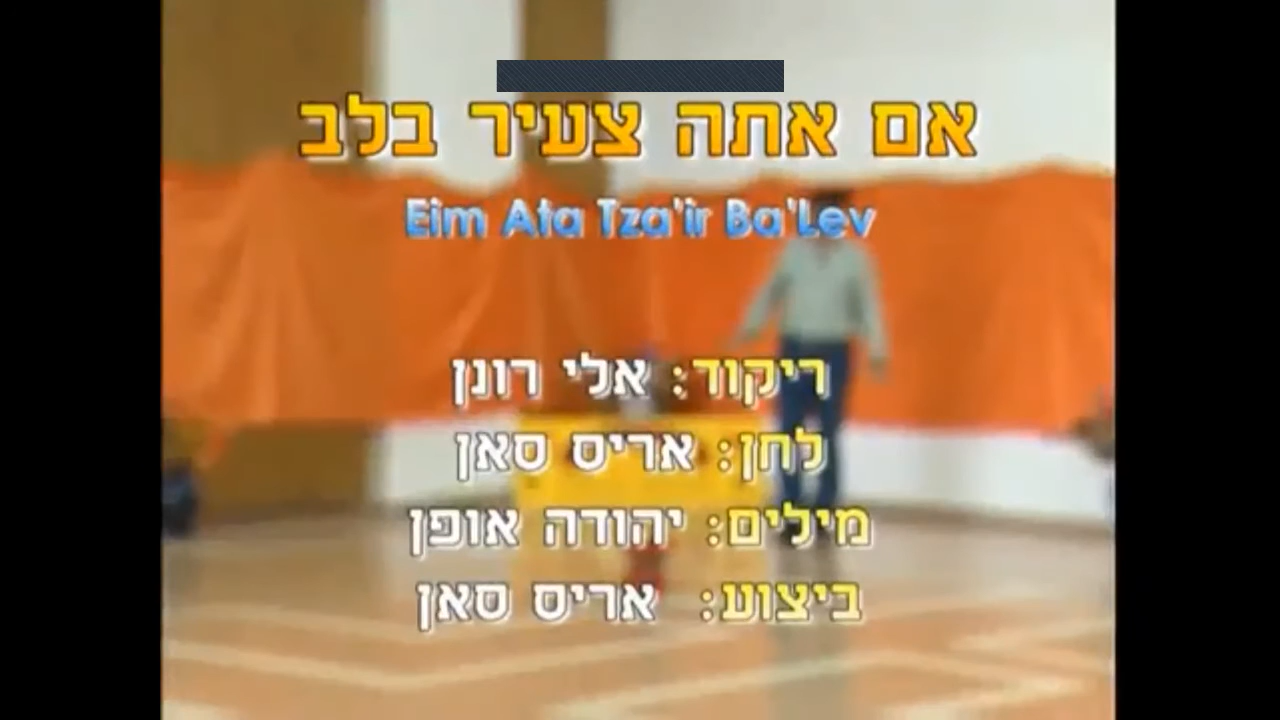 אם אתה צעיר בלב
Eim Ata Tza'ir Ba'Lev
ריקוד: אלי רונן
לחן: אריס סאן
מילים: יהודה אופן
ביצוע: אריס סאן